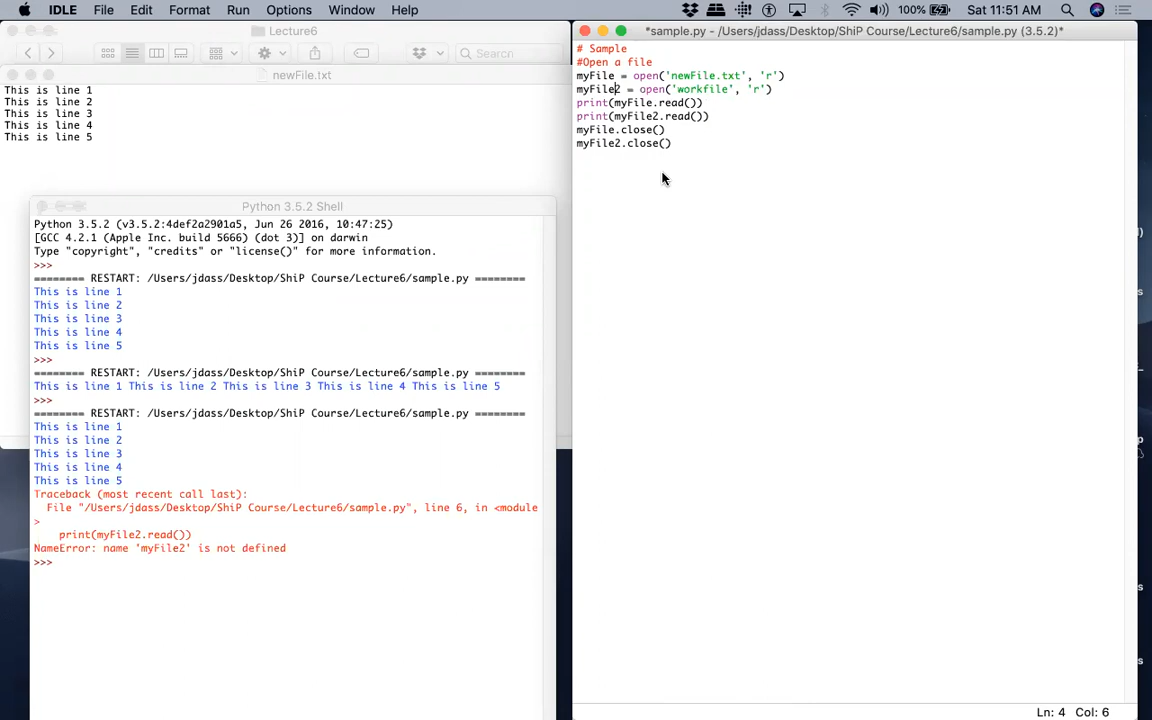 IDLE File Edit Format Run Options Window Help 100% Sat 11:51 AM
Lecture6
Search
newFile.txt
This is line 1
This is line 2
This is line 3
This is line 4
This is line 5
Python 3.5.2 Shell
Python 3.5.2 (v3.5.2:4def2a2901a5, Jun 26 2016, 10:47:25)
[GCC 4.2.1 (Apple Inc. build 5666) (dot 3)] on darwin
Type "copyright", "credits" or "license()" for more information.
>>>
======== RESTART: /Users/jdass/Desktop/ShiP Course/Lecture6/sample.py ========
This is line 1
This is line 2
This is line 3
This is line 4
This is line 5
>>>
======== RESTART: /Users/jdass/Desktop/ShiP Course/Lecture6/sample.py ========
This is line 1 This is line 2 This is line 3 This is line 4 This is line 5
>>>
======== RESTART: /Users/jdass/Desktop/ShiP Course/Lecture6/sample.py ========
This is line 1
This is line 2
This is line 3
This is line 4
This is line 5
Traceback (most recent call last):
File "/Users/jdass/Desktop/ShiP Course/Lecture6/sample.py", line 6, in <module
>
print(myFile2.read())
NameError: name 'myFile2' is not defined
>>>
*sample.py - /Users/jdass/Desktop/ShiP Course/Lecture6/sample.py (3.5.2)*
# Sample
#Open a file
myFile = open('newFile.txt', 'r')
myFile2 = open('workfile', 'r')
print(myFile.read())
print(myFile2.read())
myFile.close()
myFile2.close()
Ln: 4 Col: 6